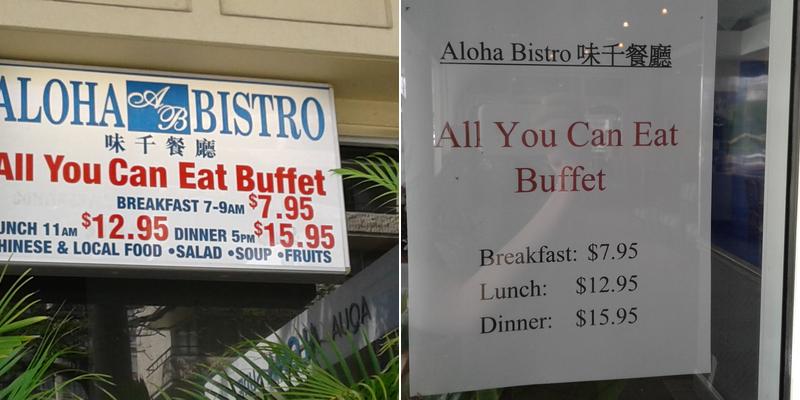 ALOHA AB BISTRO
味千餐廳
All You Can Eat Buffet
BREAKFAST 7-9AM $7.95
UNCH 11AM $12.95 DINNER 5PM $15.95
HINESE & LOCAL FOOD •SALAD •SOUP •FRUITS
Aloha Bistro 味千餐廳
All You Can Eat
Buffet
Breakfast: $7.95
Lunch: $12.95
Dinner: $15.95